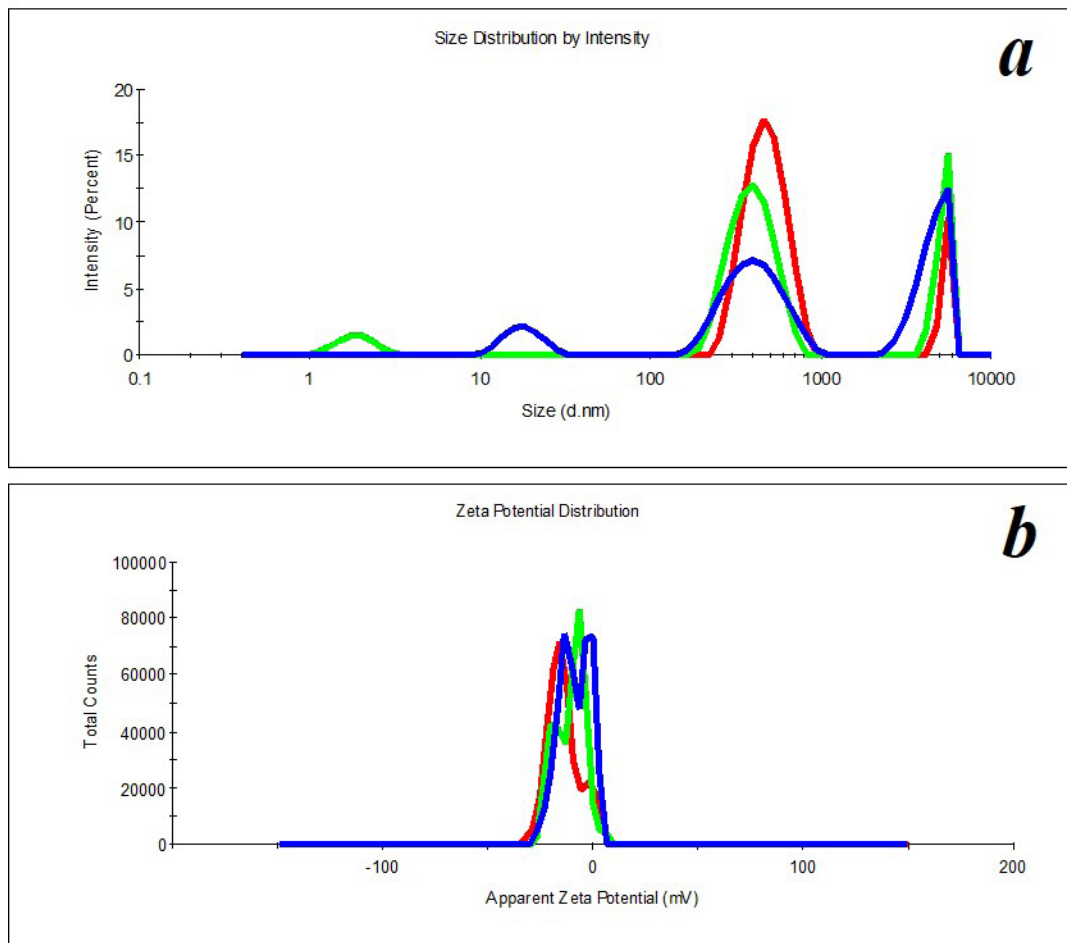 Size Distribution by Intensity
a
Intensity (Percent)
20
15
10
5
0
0.1 1 10 100 1000 10000
Size (d.nm)
Zeta Potential Distribution
b
Total Counts
100000
80000
60000
40000
20000
0
-100 0 100 200
Apparent Zeta Potential (mV)